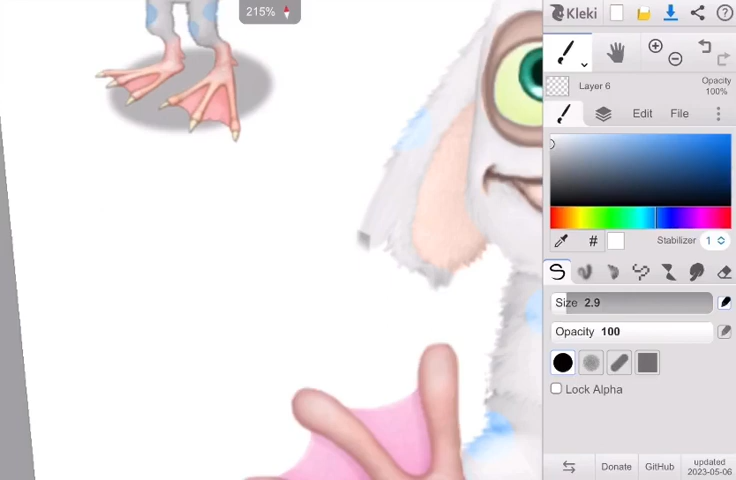 215%
Kleki
?
Layer 6
Opacity
100%
Edit
File
#
Stabilizer 1
Size 2.9
Opacity 100
Lock Alpha
Donate
GitHub
updated
2023-05-06